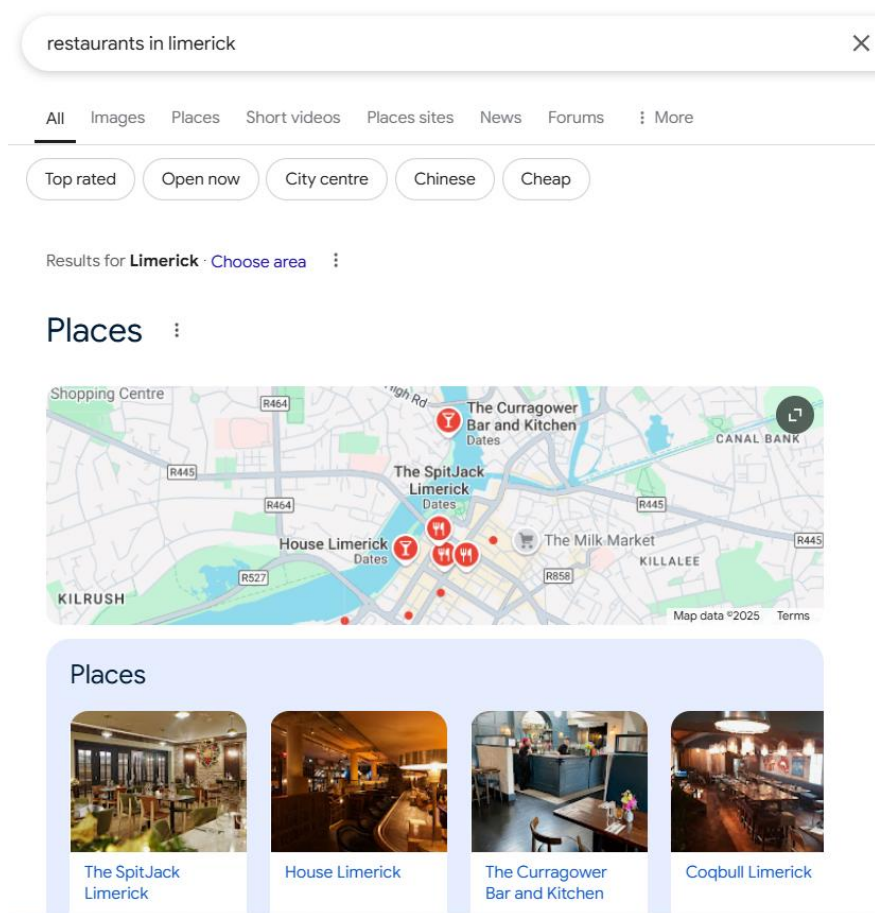 restaurants in limerick
All Images Places Short videos Places sites News Forums More
Top rated Open now City centre Chinese Cheap
Results for Limerick · Choose area
Places
Shopping Centre
High Rd
R464
The Curragower
Bar and Kitchen
Dates
CANAL BANK
R445
The SpitJack
Limerick
Dates
R464
R445
House Limerick
Dates
The Milk Market
R445
KILLALEE
R527
R858
KILRUSH
Map data ©2025 Terms
Places
The SpitJack
Limerick
House Limerick
The Curragower
Bar and Kitchen
Coqbull Limerick